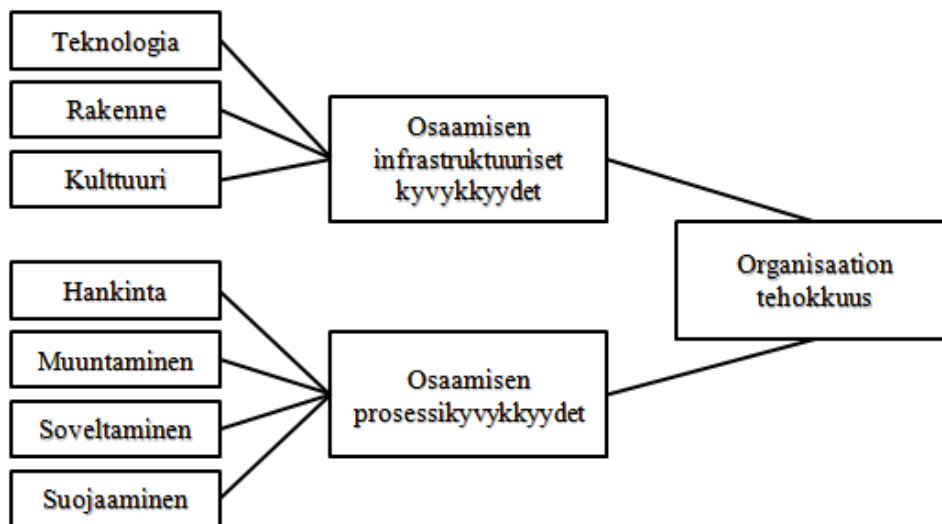 Teknologia
Rakenne
Kulttuuri
Osaamisen
infrastruktuuriset
kyvykkyydet
Hankinta
Muuntaminen
Soveltaminen
Suojaaminen
Osaamisen
prosessikyvykkyydet
Organisaation
tehokkuus